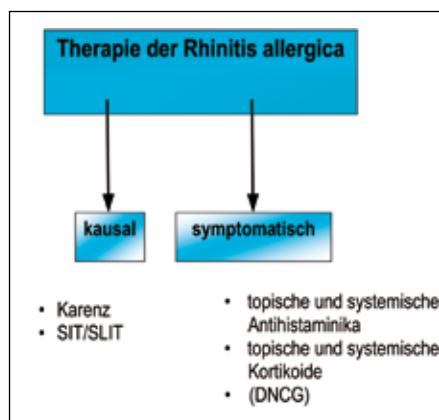 Therapie der Rhinitis allergica
kausal
symptomatisch
• Karenz
• SIT/SLIT
• topische und systemische
Antihistaminika
• topische und systemische
Kortikoide
• (DNCG)